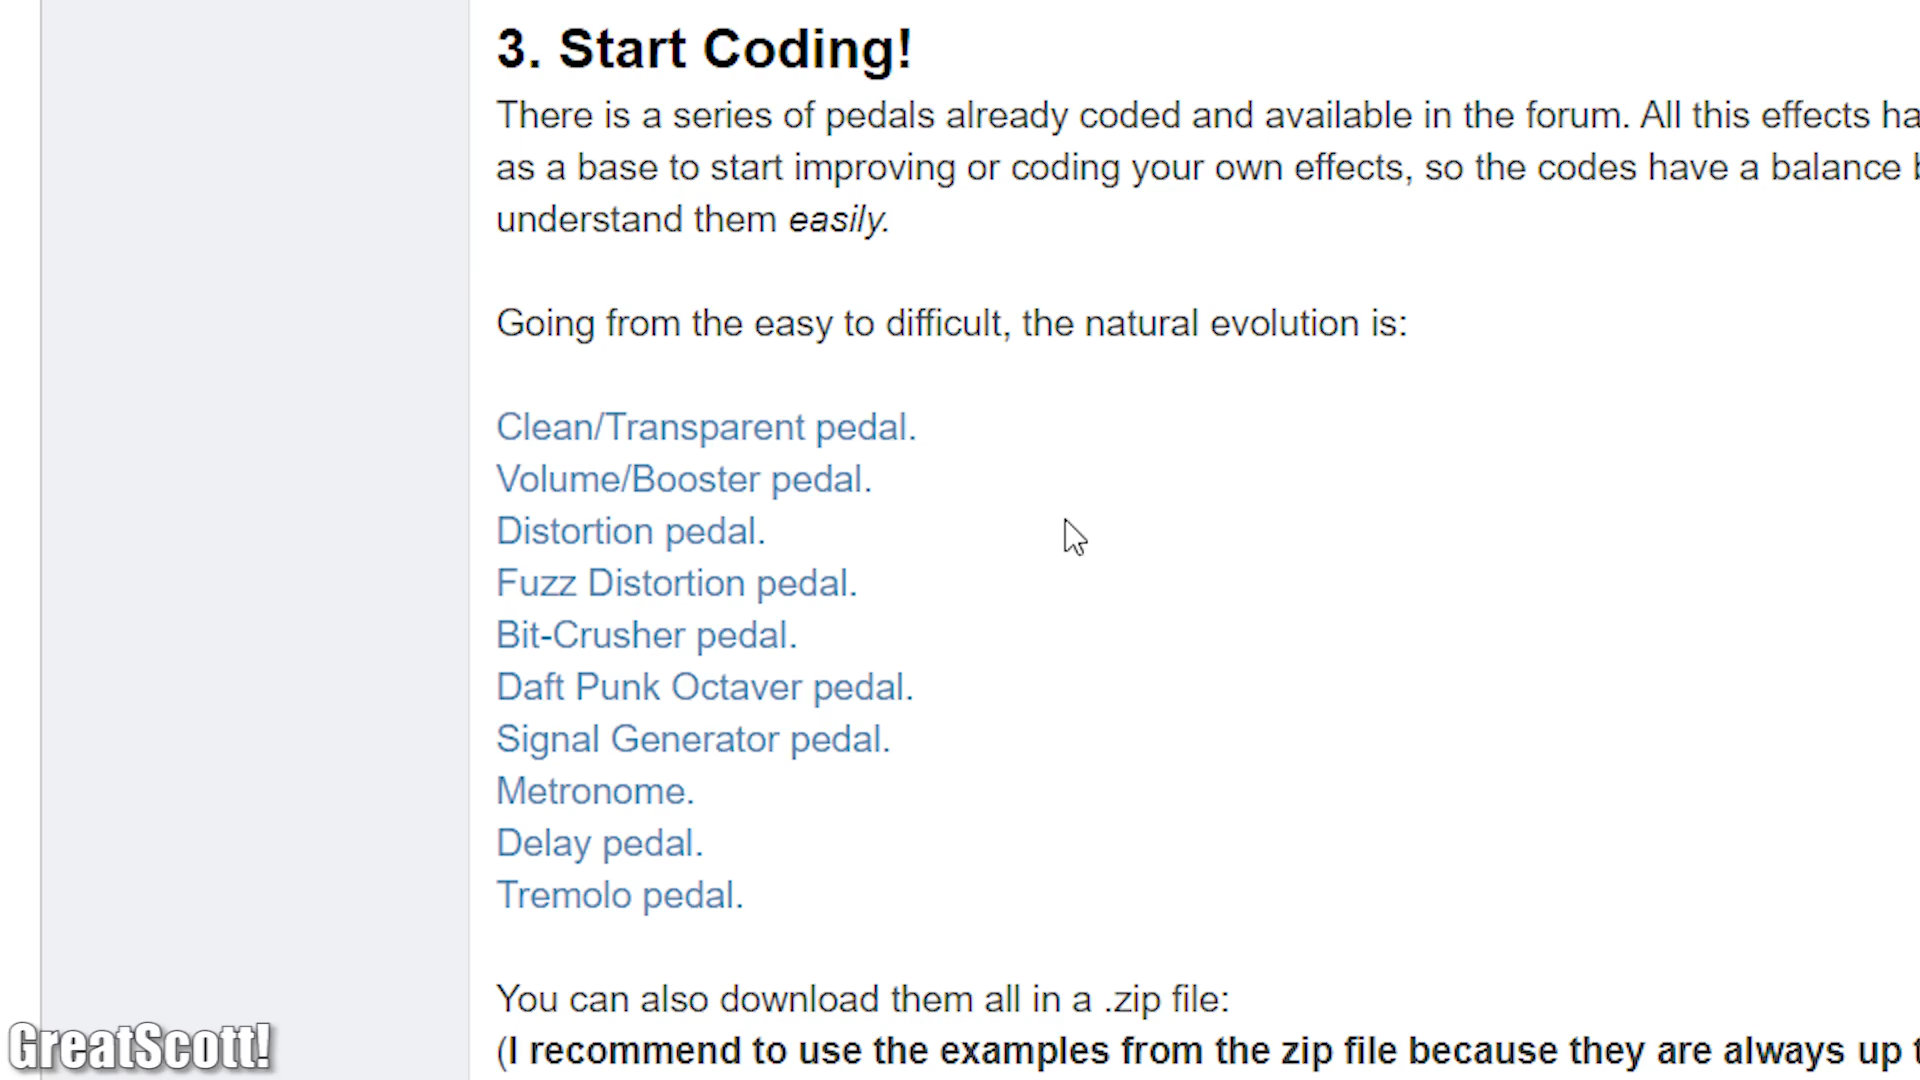 3. Start Coding!
There is a series of pedals already coded and available in the forum. All this effects ha
as a base to start improving or coding your own effects, so the codes have a balance
understand them easily.
Going from the easy to difficult, the natural evolution is:
Clean/Transparent pedal.
Volume/Booster pedal.
Distortion pedal.
Fuzz Distortion pedal.
Bit-Crusher pedal.
Daft Punk Octaver pedal.
Signal Generator pedal.
Metronome.
Delay pedal.
Tremolo pedal.
You can also download them all in a .zip file:
(I recommend to use the examples from the zip file because they are always up
GreatScott!